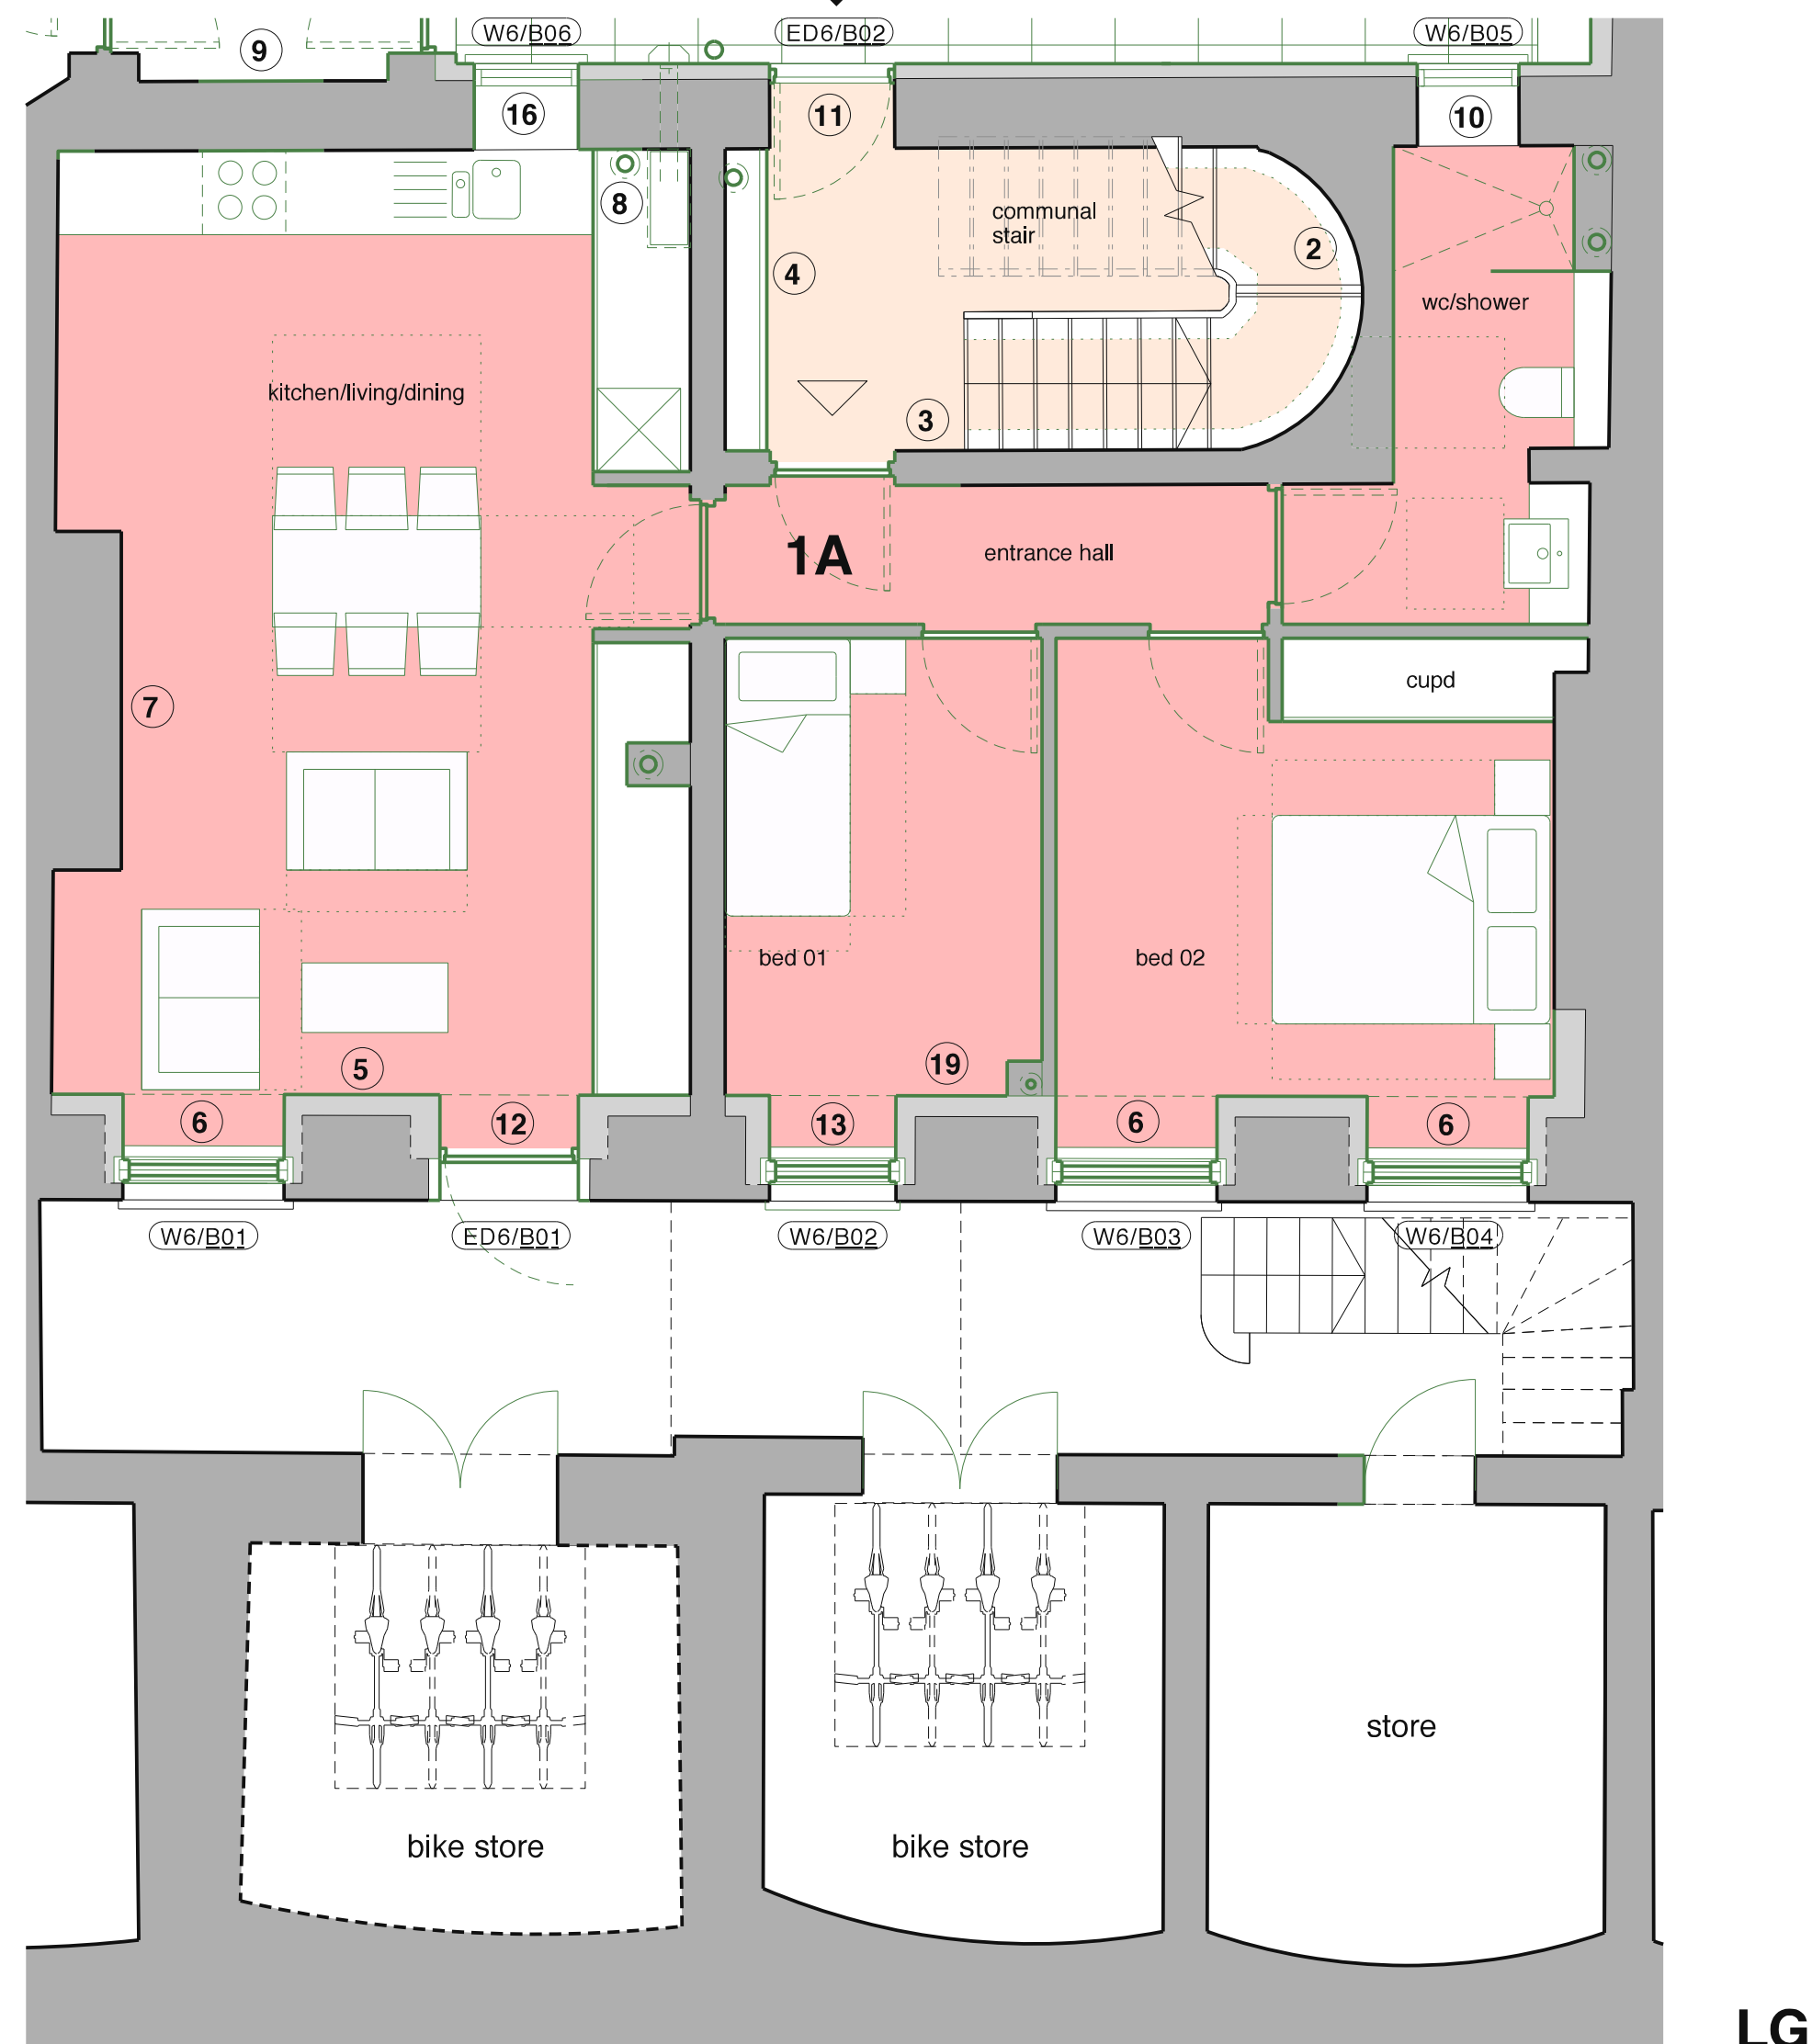 W6/B06
ED6/B02
W6/B05
9
16
11
10
8
communal
stair
4
2
wc/shower
kitchen/living/dining
3
1A
entrance hall
7
cupd
bed 01
bed 02
5
19
6
12
13
6
6
W6/B01
ED6/B01
W6/B02
W6/B03
W6/B04
store
bike store
bike store
LG